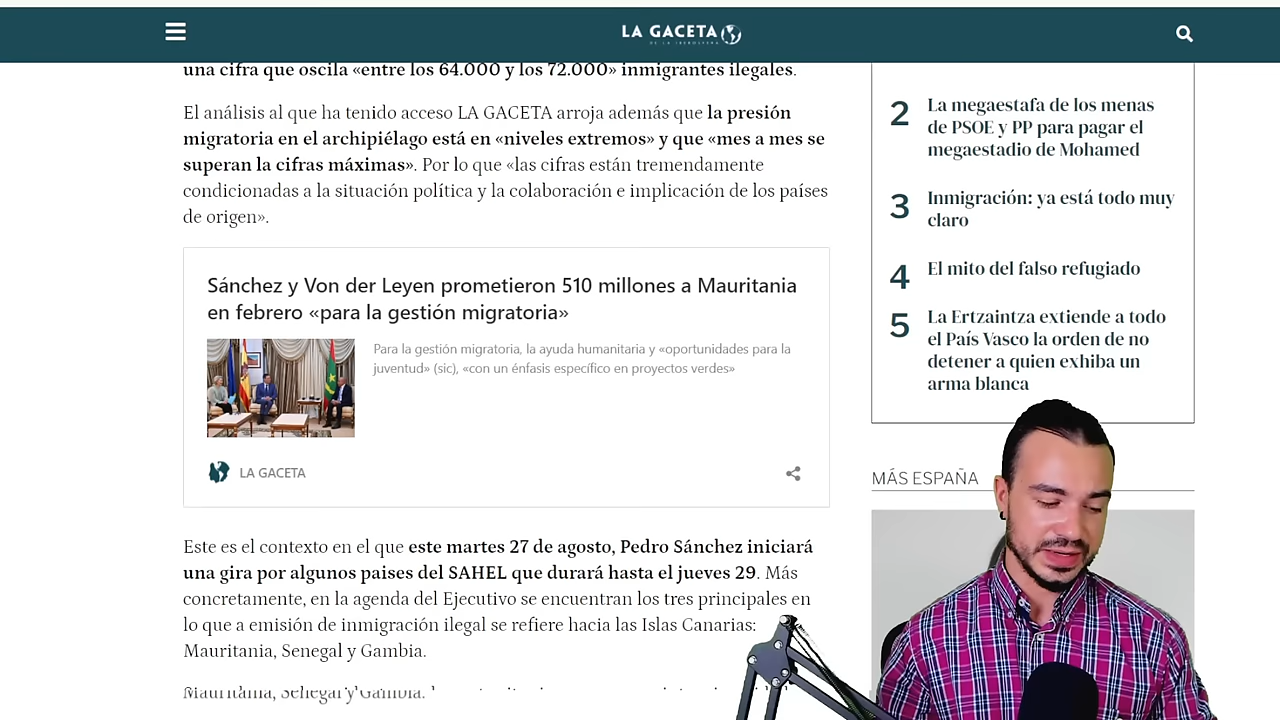 LA GACETA
DE LA IBEROSFERA
una cifra que oscila «entre los 64.000 y los 72.000» inmigrantes ilegales.
El análisis al que ha tenido acceso LA GACETA arroja además que la presión
migratoria en el archipiélago está en «niveles extremos» y que «mes a mes se
superan la cifras máximas». Por lo que «las cifras están tremendamente
condicionadas a la situación política y la colaboración e implicación de los países
de origen».
Sánchez y Von der Leyen prometieron 510 millones a Mauritania
en febrero «para la gestión migratoria»
Para la gestión migratoria, la ayuda humanitaria y «oportunidades para la
juventud» (sic), «con un énfasis específico en proyectos verdes»
LA GACETA
Este es el contexto en el que este martes 27 de agosto, Pedro Sánchez iniciará
una gira por algunos paises del SAHEL que durará hasta el jueves 29. Más
concretamente, en la agenda del Ejecutivo se encuentran los tres principales en
lo que a emisión de inmigración ilegal se refiere hacia las Islas Canarias:
Mauritania, Senegal y Gambia.
Mauritania, Senegal y Gambia.
2 La megaestafa de los menas
de PSOE y PP para pagar el
megaestadio de Mohamed
3 Inmigración: ya está todo muy
claro
4 El mito del falso refugiado
5 La Ertzaintza extiende a todo
el País Vasco la orden de no
detener a quien exhiba un
arma blanca
MÁS ESPAÑA